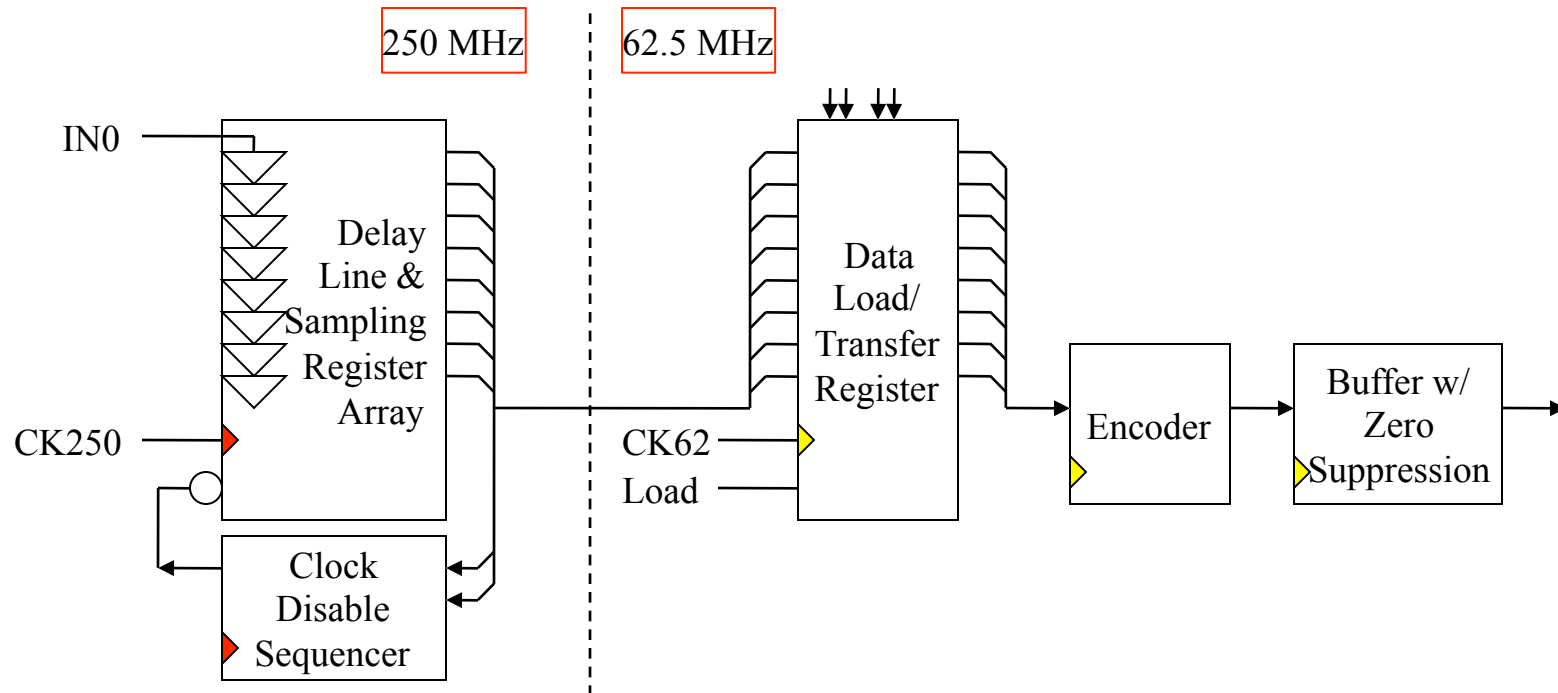 250 MHz
62.5 MHz
IN0
Delay
Line &
Sampling
Register
Array
CK250
Clock
Disable
Sequencer
Data
Load/
Transfer
Register
CK62
Load
Encoder
Buffer w/
Zero
Suppression